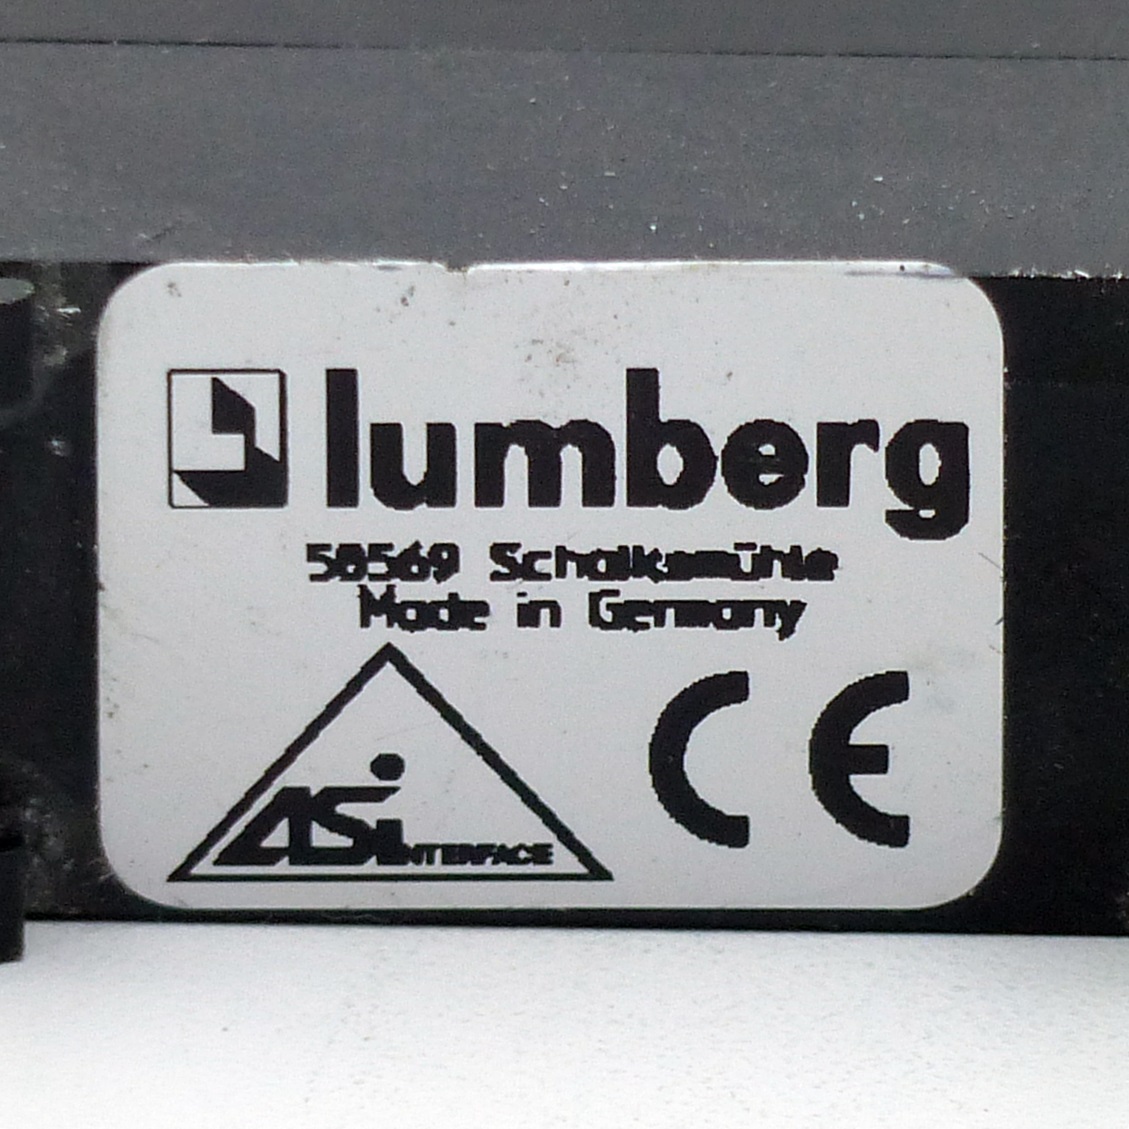 lumberg
58569 Schalksmühle
Made in Germany
ASi INTERFACE
CE